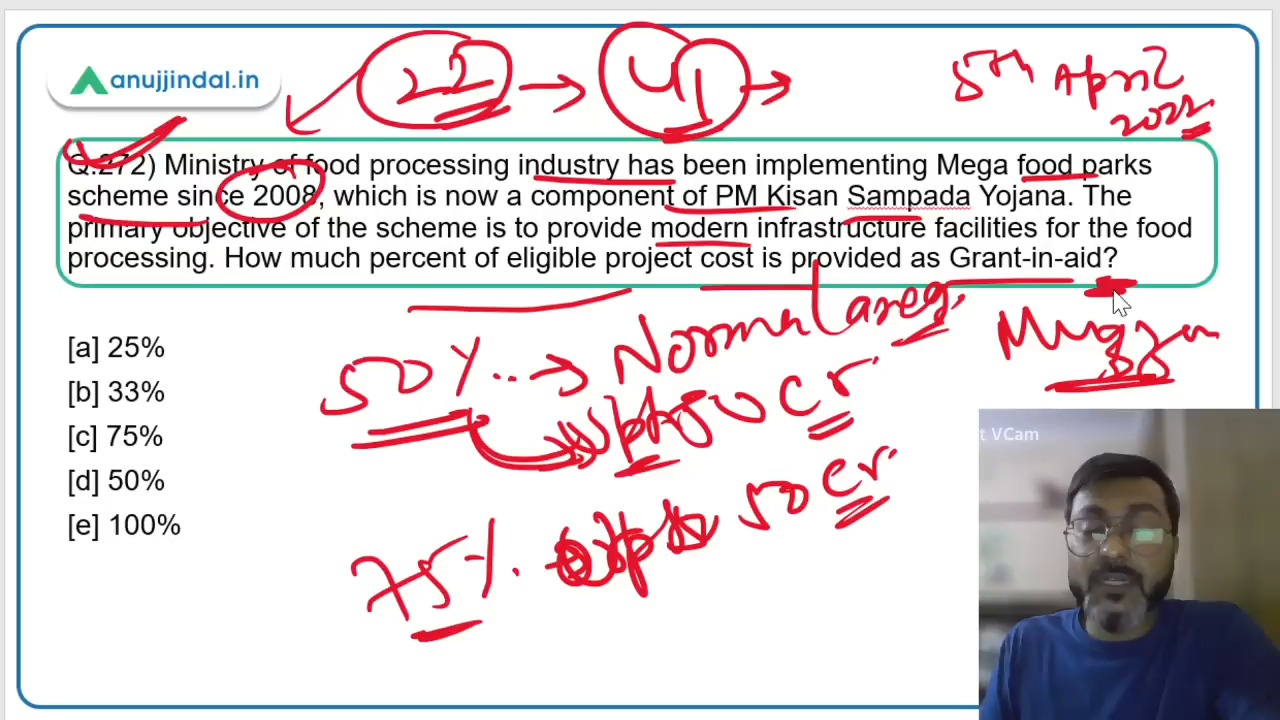 22 → 41 →
5th April
2022
anujjindal.in
Q.272) Ministry of food processing industry has been implementing Mega food parks
scheme since 2008, which is now a component of PM Kisan Sampada Yojana. The
primary objective of the scheme is to provide modern infrastructure facilities for the food
processing. How much percent of eligible project cost is provided as Grant-in-aid?
50% → Normal area.
upto 50 Cr.
75%. upto 50 Cr.
[a] 25%
[b] 33%
[c] 75%
[d] 50%
[e] 100%
t VCam